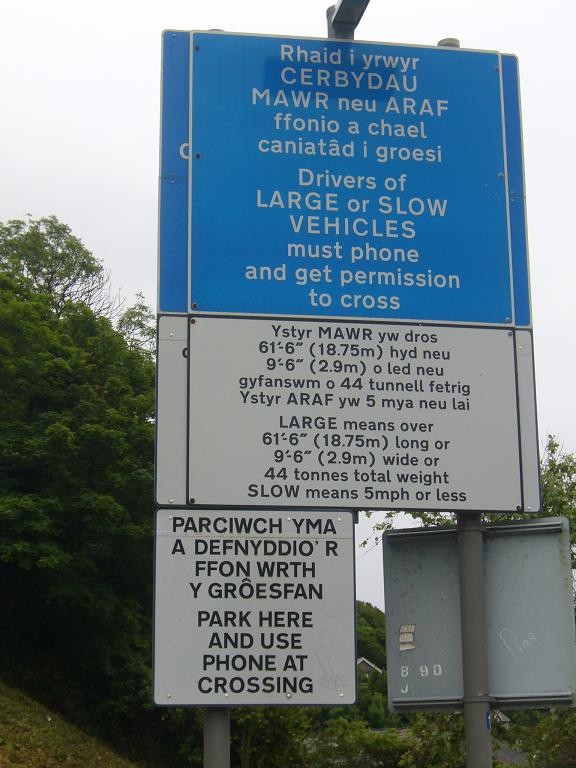 Rhaid i yrwyr
CERBYDAU
MAWR neu ARAF
ffonio a chael
caniatâd i groesi
Drivers of
LARGE or SLOW
VEHICLES
must phone
and get permission
to cross
Ystyr MAWR yw dros
61'-6" (18.75m) hyd neu
9'-6" (2.9m) o led neu
gyfanswm o 44 tunnell fetrig
Ystyr ARAF yw 5 mya neu lai
LARGE means over
61'-6" (18.75m) long or
9'-6" (2.9m) wide or
44 tonnes total weight
SLOW means 5mph or less
PARCIWCH YMA
A DEFNYDDIO'R
FFON WRTH
Y GRÔESFAN
PARK HERE
AND USE
PHONE AT
CROSSING
8 90
J